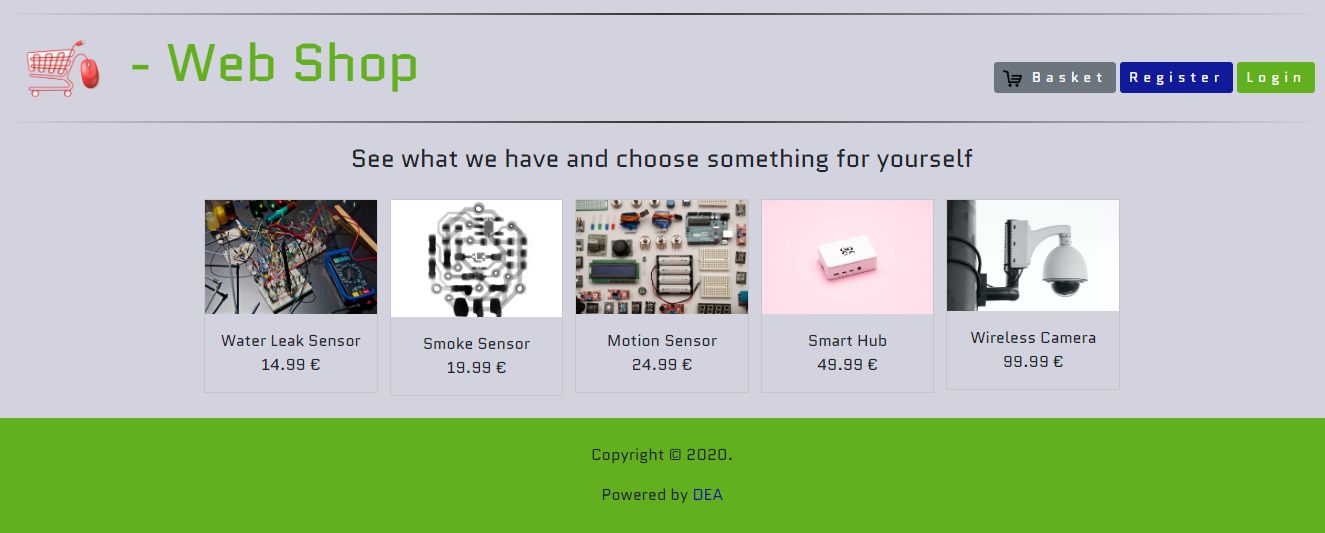 - Web Shop
Basket Register Login
See what we have and choose something for yourself
Water Leak Sensor
14.99 €
Smoke Sensor
19.99 €
Motion Sensor
24.99 €
Smart Hub
49.99 €
Wireless Camera
99.99 €
Copyright © 2020.
Powered by DEA